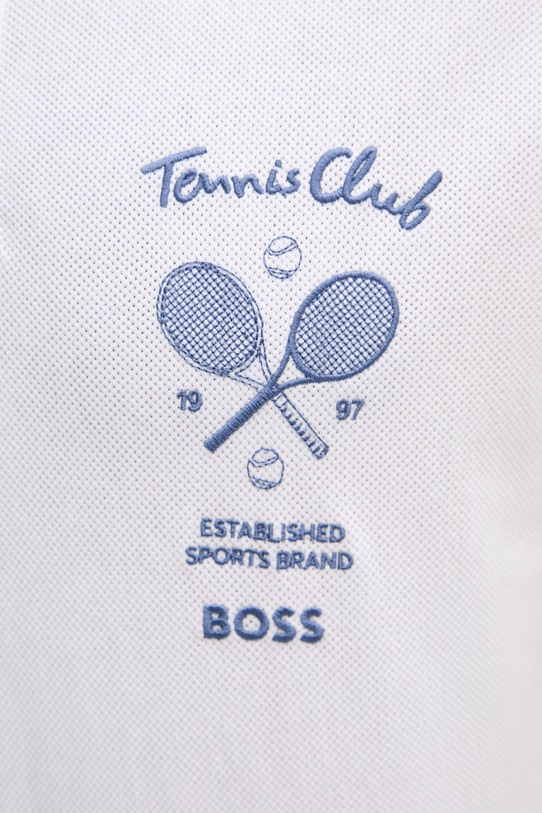 Tennis Club
19 97
ESTABLISHED
SPORTS BRAND
BOSS